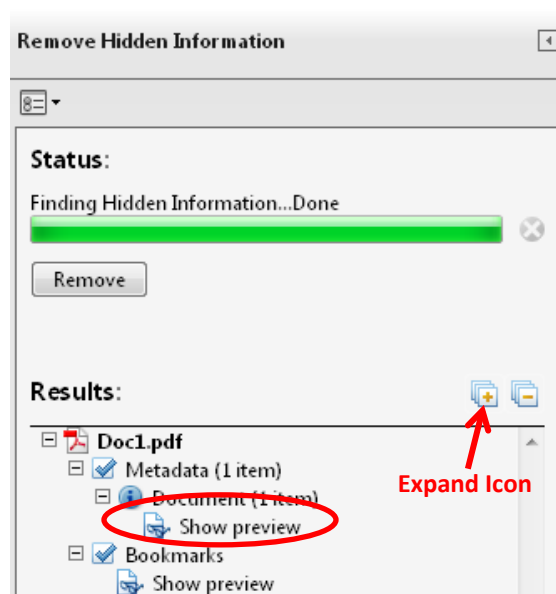 Remove Hidden Information
Status:
Finding Hidden Information...Done
Remove
Results:
Doc1.pdf
Metadata (1 item)
Expand Icon
Document (1 item)
Show preview
Bookmarks
Show preview